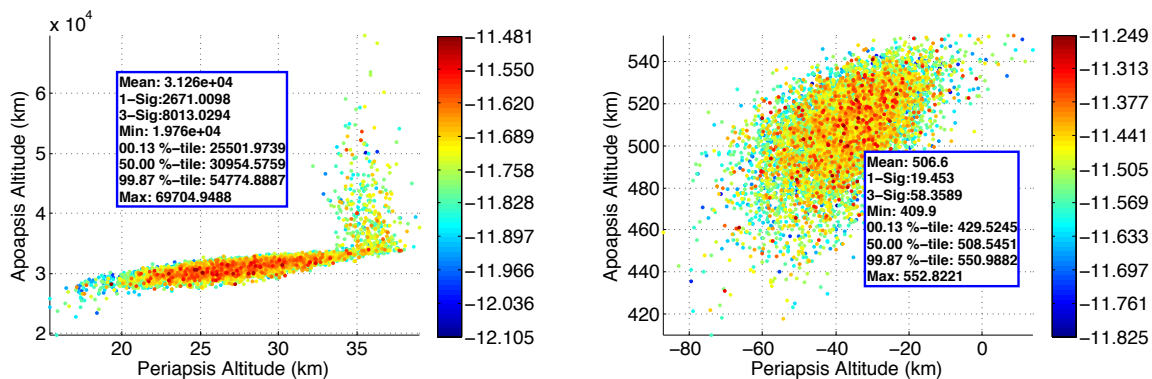 x 10⁴
6
5
4
3
2
Apoapsis Altitude (km)
Mean: 3.126e+04
1−Sig:2671.0098
3−Sig:8013.0294
Min: 1.976e+04
00.13 %−tile: 25501.9739
50.00 %−tile: 30954.5759
99.87 %−tile: 54774.8887
Max: 69704.9488
20 25 30 35
Periapsis Altitude (km)
−11.481
−11.550
−11.620
−11.689
−11.759
−11.828
−11.897
−11.966
−12.036
−12.105
540
520
500
480
460
440
420
Apoapsis Altitude (km)
Mean: 506.6
1−Sig:19.453
3−Sig:58.3589
Min: 409.9
00.13 %−tile: 429.5245
50.00 %−tile: 508.5451
99.87 %−tile: 550.9882
Max: 552.8221
−80 −60 −40 −20 0
Periapsis Altitude (km)
−11.249
−11.313
−11.377
−11.441
−11.505
−11.569
−11.633
−11.697
−11.761
−11.825